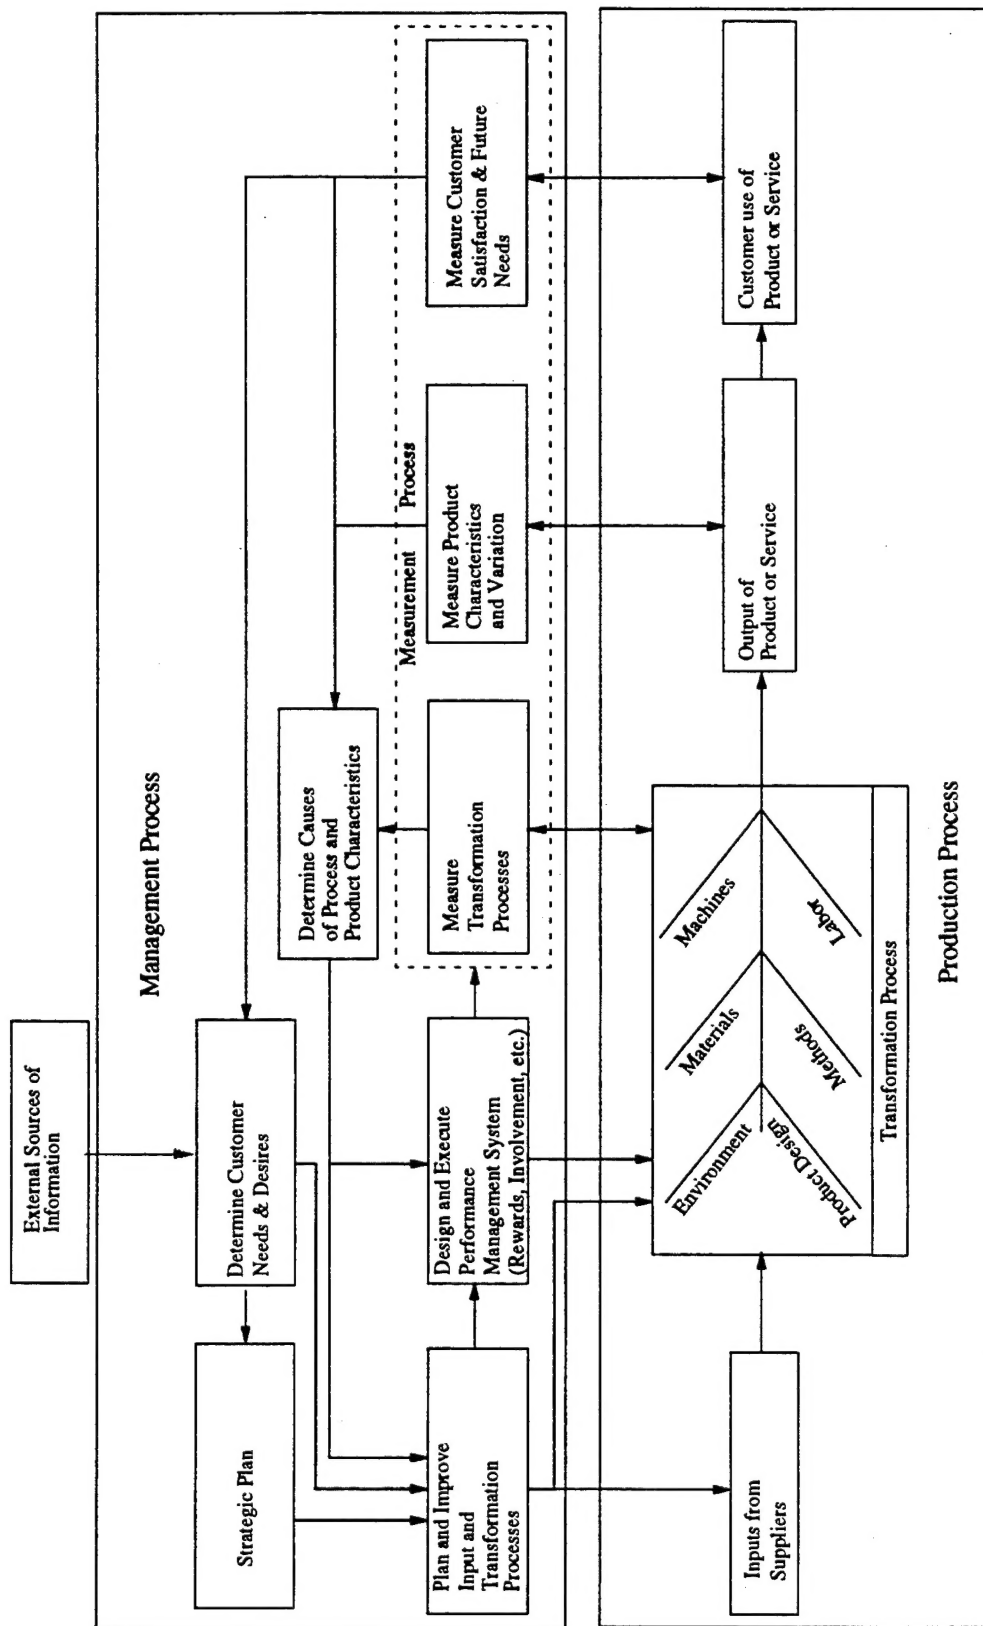 External Sources of
Information
Management Process
Strategic Plan
Determine Customer
Needs & Desires
Determine Causes
of Process and
Product Characteristics
Measurement Process
Plan and Improve
Input and
Transformation
Processes
Design and Execute
Performance
Management System
(Rewards, Involvement, etc.)
Measure
Transformation
Processes
Measure Product
Characteristics
and Variation
Measure Customer
Satisfaction & Future
Needs
Inputs from
Suppliers
Environment
Materials
Machines
Product Design
Methods
Labor
Transformation Process
Output of
Product or Service
Customer use of
Product or Service
Production Process